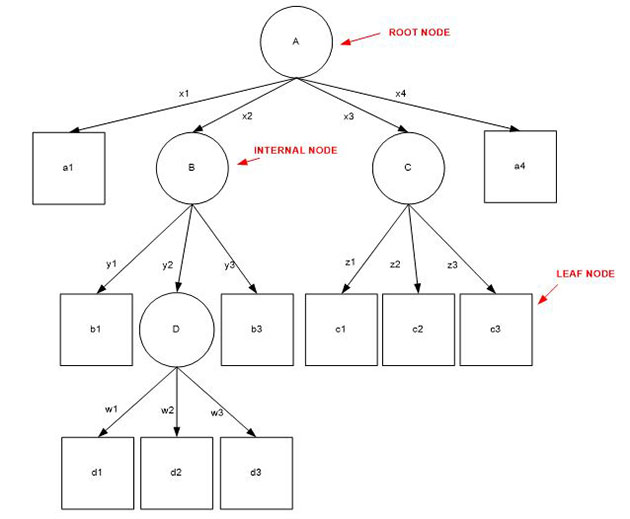 A
ROOT NODE
x1
x2
x3
x4
a1
B
INTERNAL NODE
C
a4
y1
y2
y3
z1
z2
z3
LEAF NODE
b1
D
b3
c1
c2
c3
w1
w2
w3
d1
d2
d3